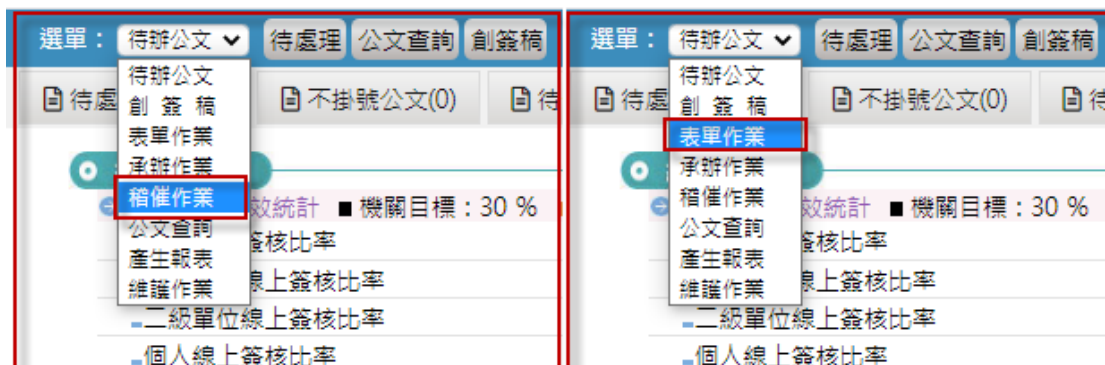 選單： 待辦公文 待處理 公文查詢 創簽稿
待處 不掛號公文(0) 待
待辦公文
創 簽 稿
表單作業
承辦作業
稽催作業
公文查詢
產生報表
維護作業
效統計 ■機關目標：30 %
簽核比率
線上簽核比率
二級單位線上簽核比率
個人線上簽核比率
選單： 待辦公文 待處理 公文查詢 創簽稿
待處 不掛號公文(0) 待
待辦公文
創 簽 稿
表單作業
承辦作業
稽催作業
公文查詢
產生報表
維護作業
效統計 ■機關目標：30 %
簽核比率
線上簽核比率
二級單位線上簽核比率
個人線上簽核比率